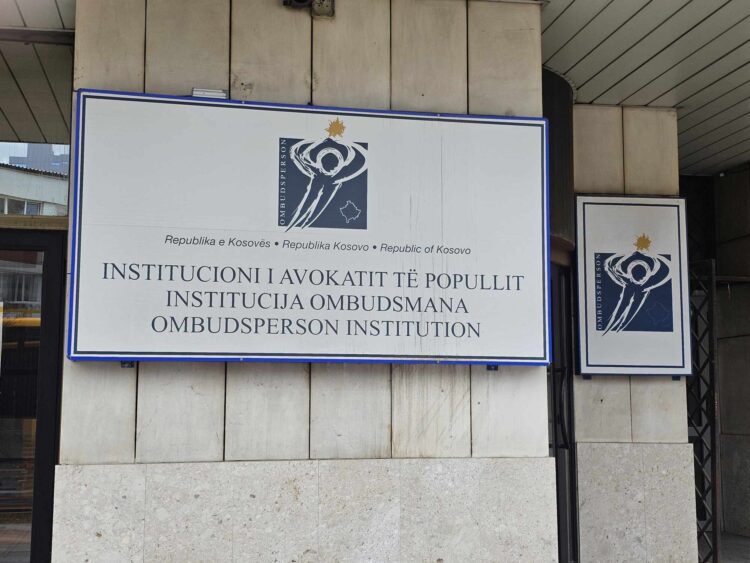 OMBUDSPERSON
Republika e Kosovës • Republika Kosovo • Republic of Kosovo
INSTITUCIONI I AVOKATIT TË POPULLIT
INSTITUCIJA OMBUDSMANA
OMBUDSPERSON INSTITUTION
OMBUDSPERSON